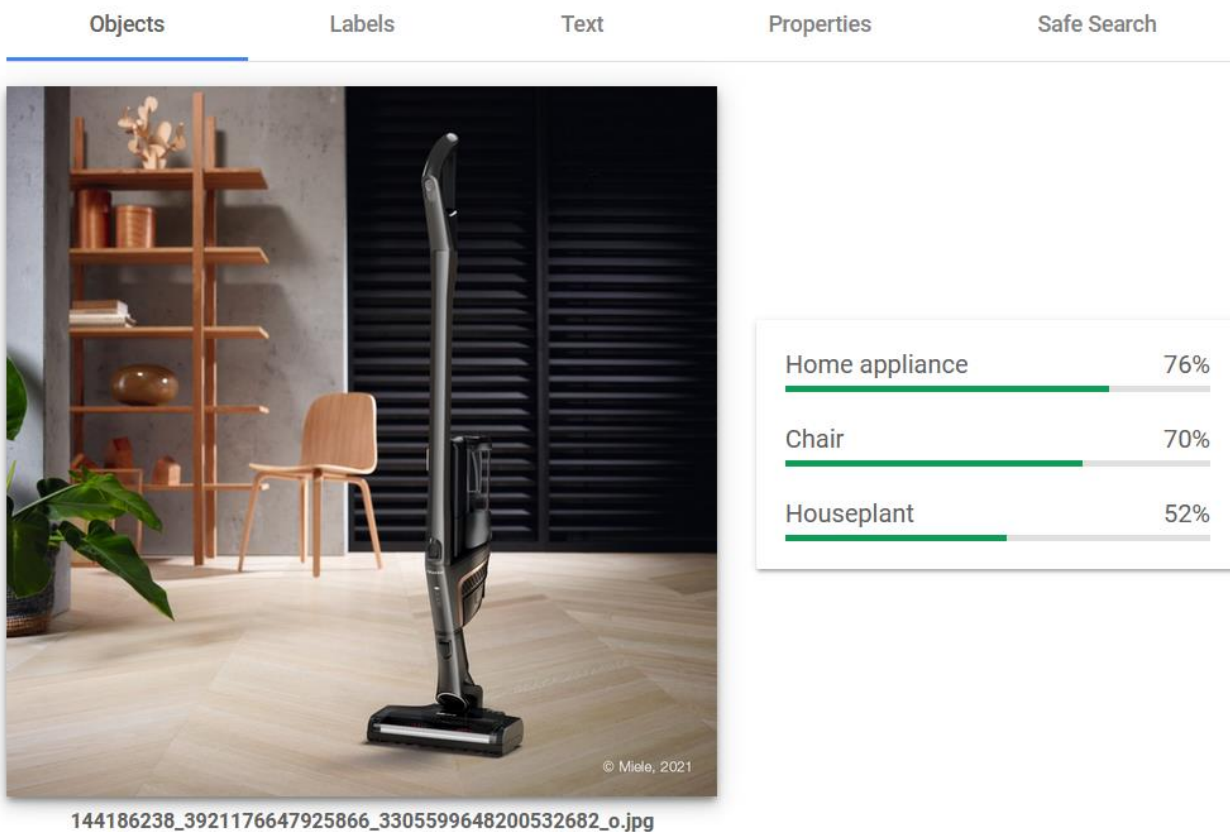 Objects Labels Text Properties Safe Search
Home appliance 76%
Chair 70%
Houseplant 52%
© Miele, 2021
144186238_3921176647925866_3305599648200532682_o.jpg